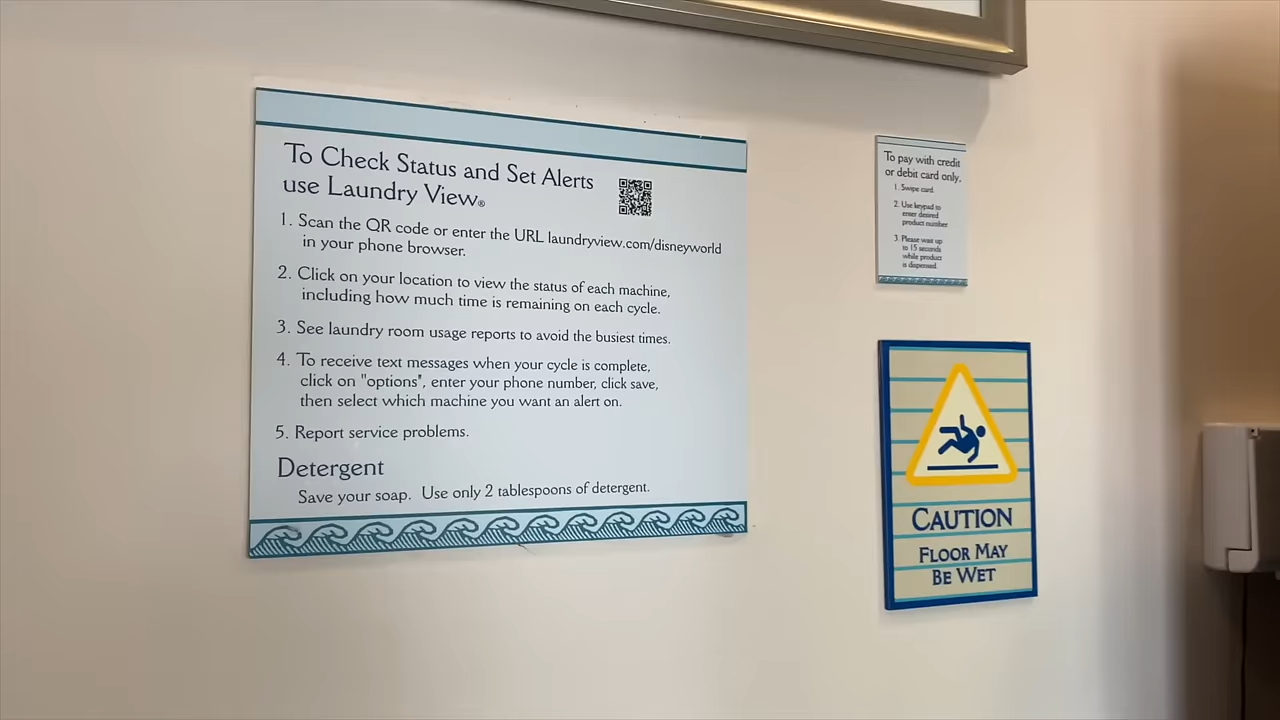 To Check Status and Set Alerts
use Laundry View®
1. Scan the QR code or enter the URL laundryview.com/disneyworld
in your phone browser.
2. Click on your location to view the status of each machine,
including how much time is remaining on each cycle.
3. See laundry room usage reports to avoid the busiest times.
4. To receive text messages when your cycle is complete,
click on "options", enter your phone number, click save,
then select which machine you want an alert on.
5. Report service problems.
Detergent
Save your soap. Use only 2 tablespoons of detergent.
To pay with credit
or debit card only,
1. Swipe card.
2. Use keypad to
enter desired
product number
3. Please wait up
to 15 seconds
while product
is dispensed.
CAUTION
FLOOR MAY
BE WET